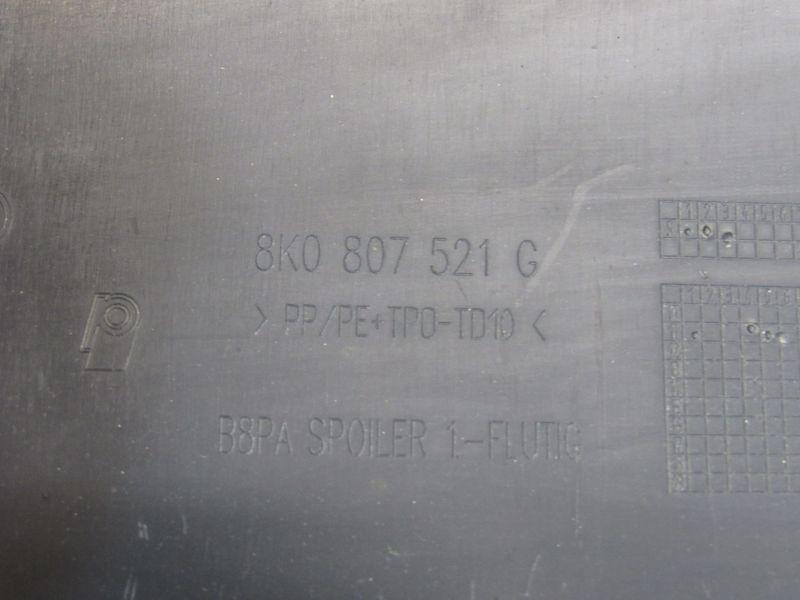 8K0 807 521 G
> PP/PE+TPO-TD10 <
B8PA SPOILER 1.-FLUTIG